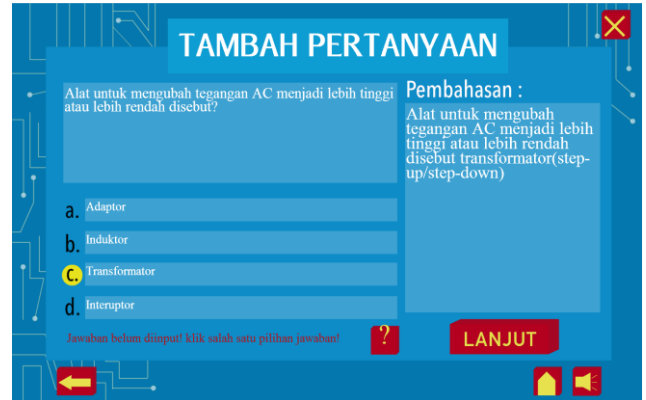 TAMBAH PERTANYAAN
Alat untuk mengubah tegangan AC menjadi lebih tinggi
atau lebih rendah disebut?
Pembahasan :
Alat untuk mengubah
tegangan AC menjadi lebih
tinggi atau lebih rendah
disebut transformator(step-
up/step-down)
a. Adaptor
b. Induktor
c. Transformator
d. Interuptor
Jawaban belum diinput! klik salah satu pilihan jawaban!
?
LANJUT